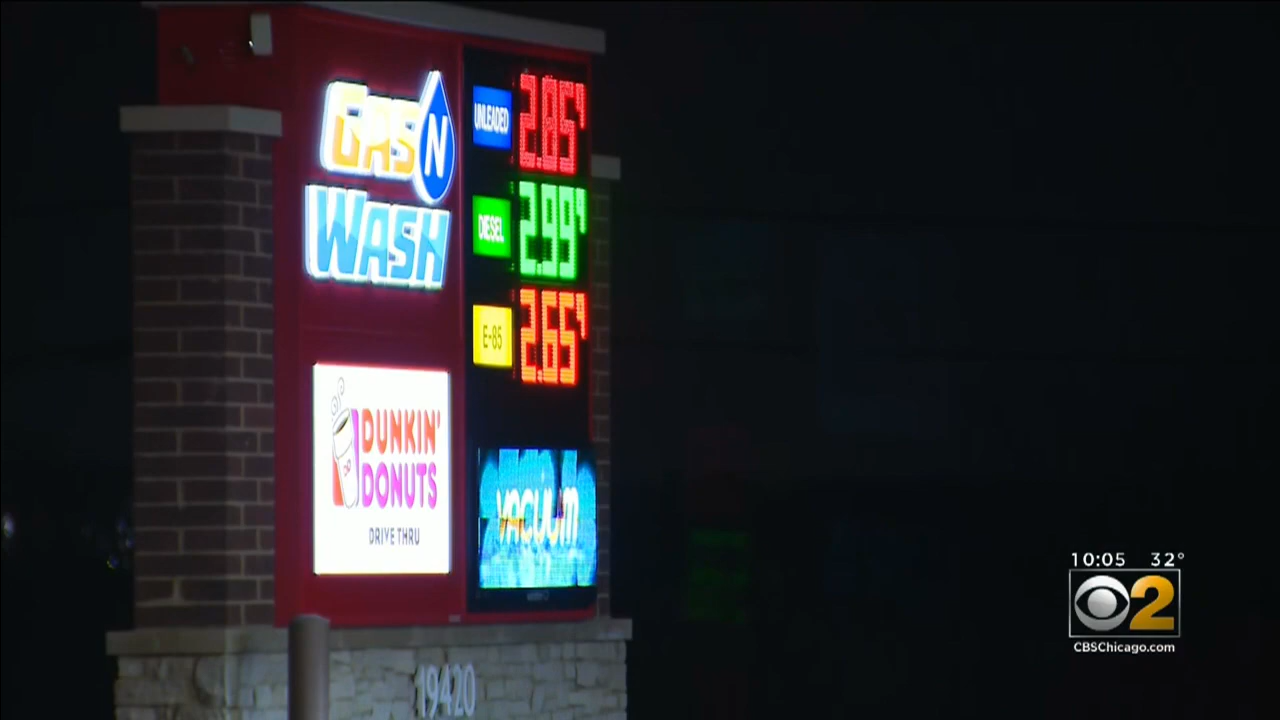 GAS N
WASH
UNLEADED 2.85
DIESEL 2.99
E-85 2.65
DUNKIN'
DONUTS
DRIVE THRU
VACUUM
19420
10:05 32°
2
CBSChicago.com